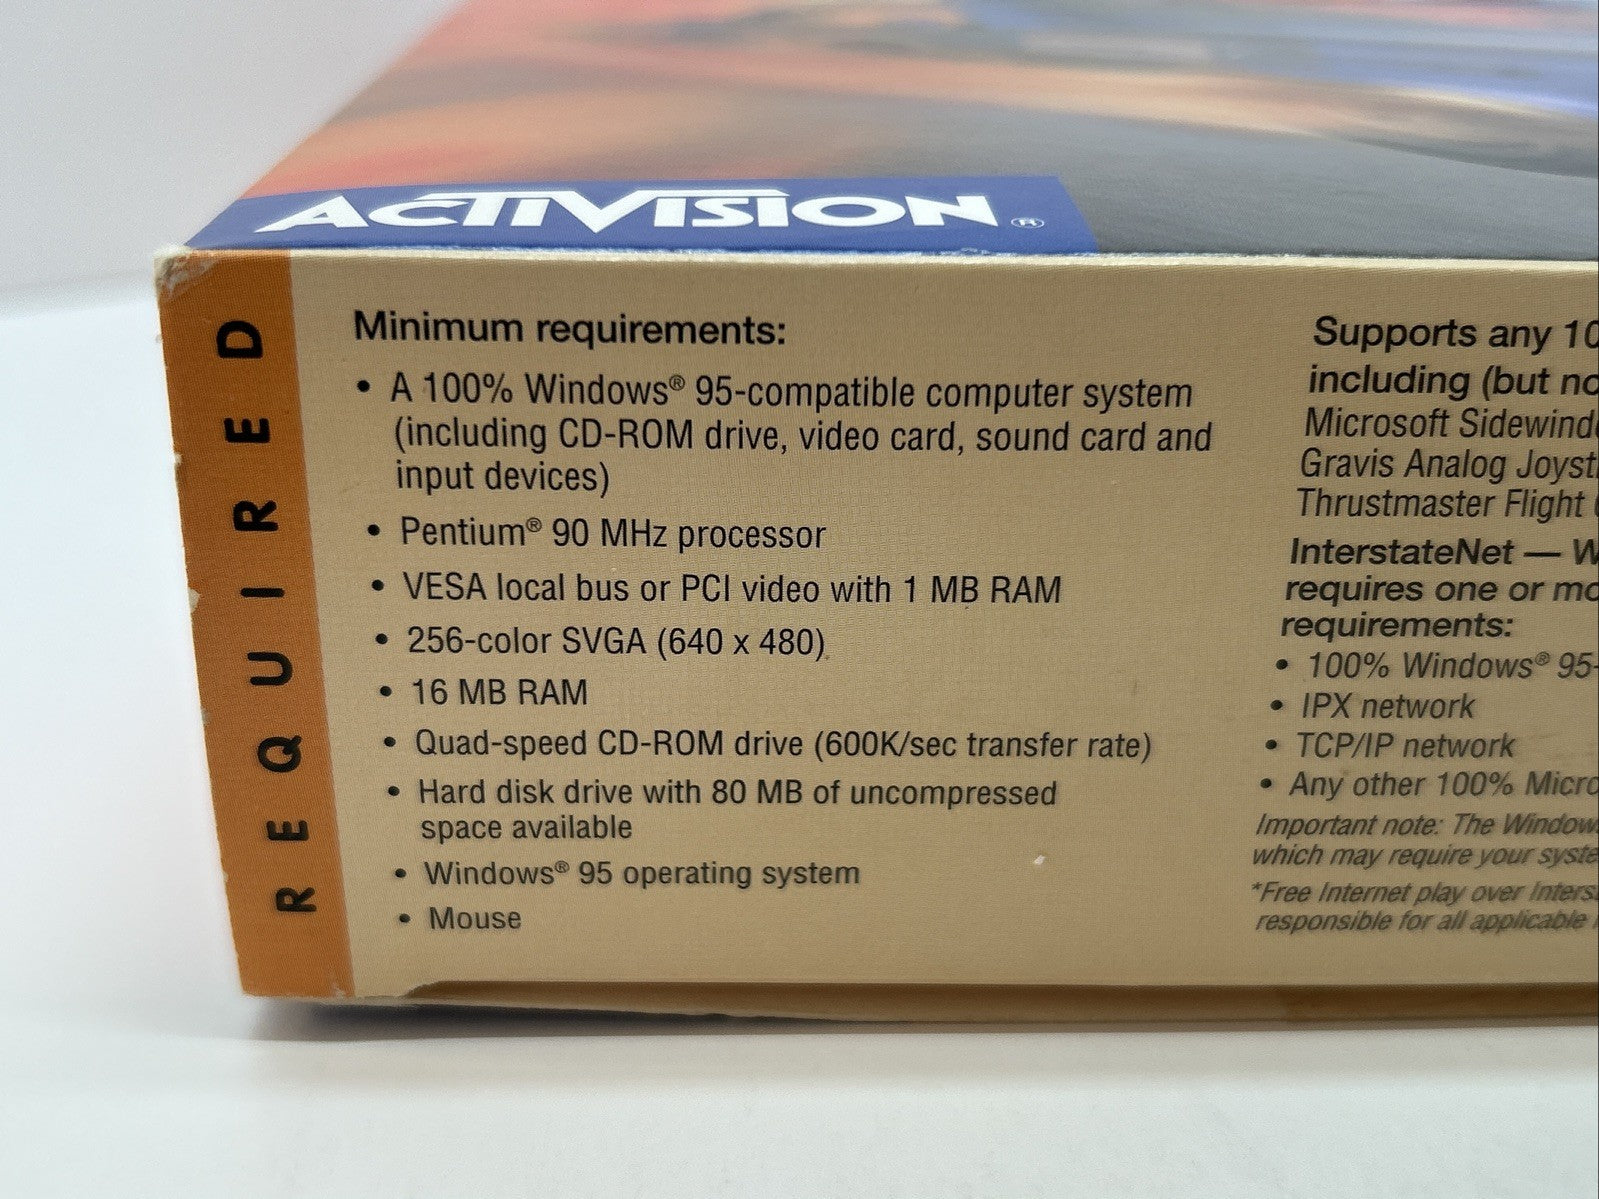 ACTIVISION®
REQUIRED
Minimum requirements:
• A 100% Windows® 95-compatible computer system
(including CD-ROM drive, video card, sound card and
input devices)
• Pentium® 90 MHz processor
• VESA local bus or PCI video with 1 MB RAM
• 256-color SVGA (640 x 480)
• 16 MB RAM
• Quad-speed CD-ROM drive (600K/sec transfer rate)
• Hard disk drive with 80 MB of uncompressed
space available
• Windows® 95 operating system
• Mouse
Supports any 10
including (but
Microsoft
Gravis Analog
Thrustmaster Flight
InterstateNet —
requires one or
requirements:
• 100% Windows® 95-
• IPX network
• TCP/IP network
• Any other 100%
Important note: The
which may require your
*Free Internet play over
responsible for all applicable